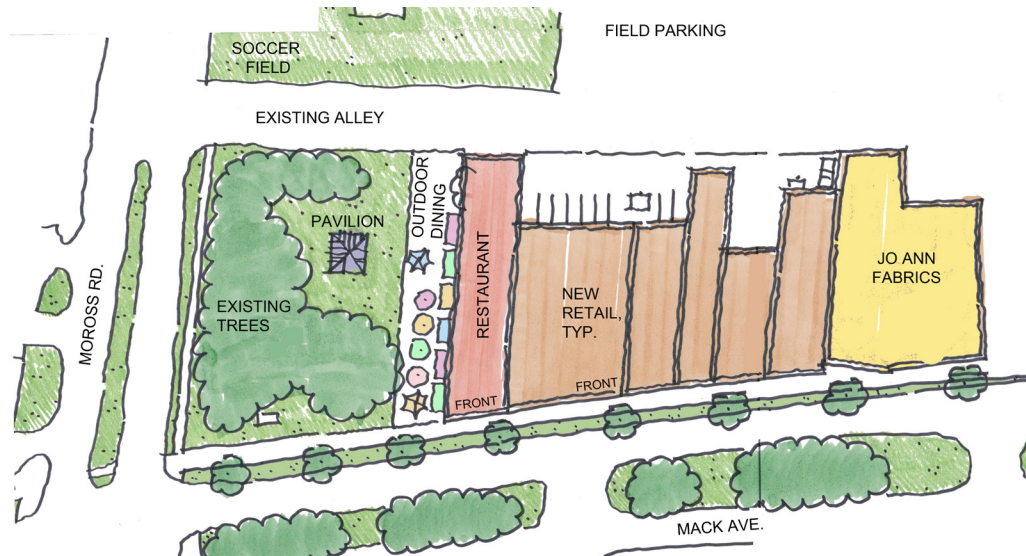 FIELD PARKING
SOCCER
FIELD
EXISTING ALLEY
OUTDOOR
DINING
PAVILION
RESTAURANT
JO ANN
FABRICS
MOROSS RD.
EXISTING
TREES
NEW
RETAIL,
TYP.
FRONT
FRONT
MACK AVE.